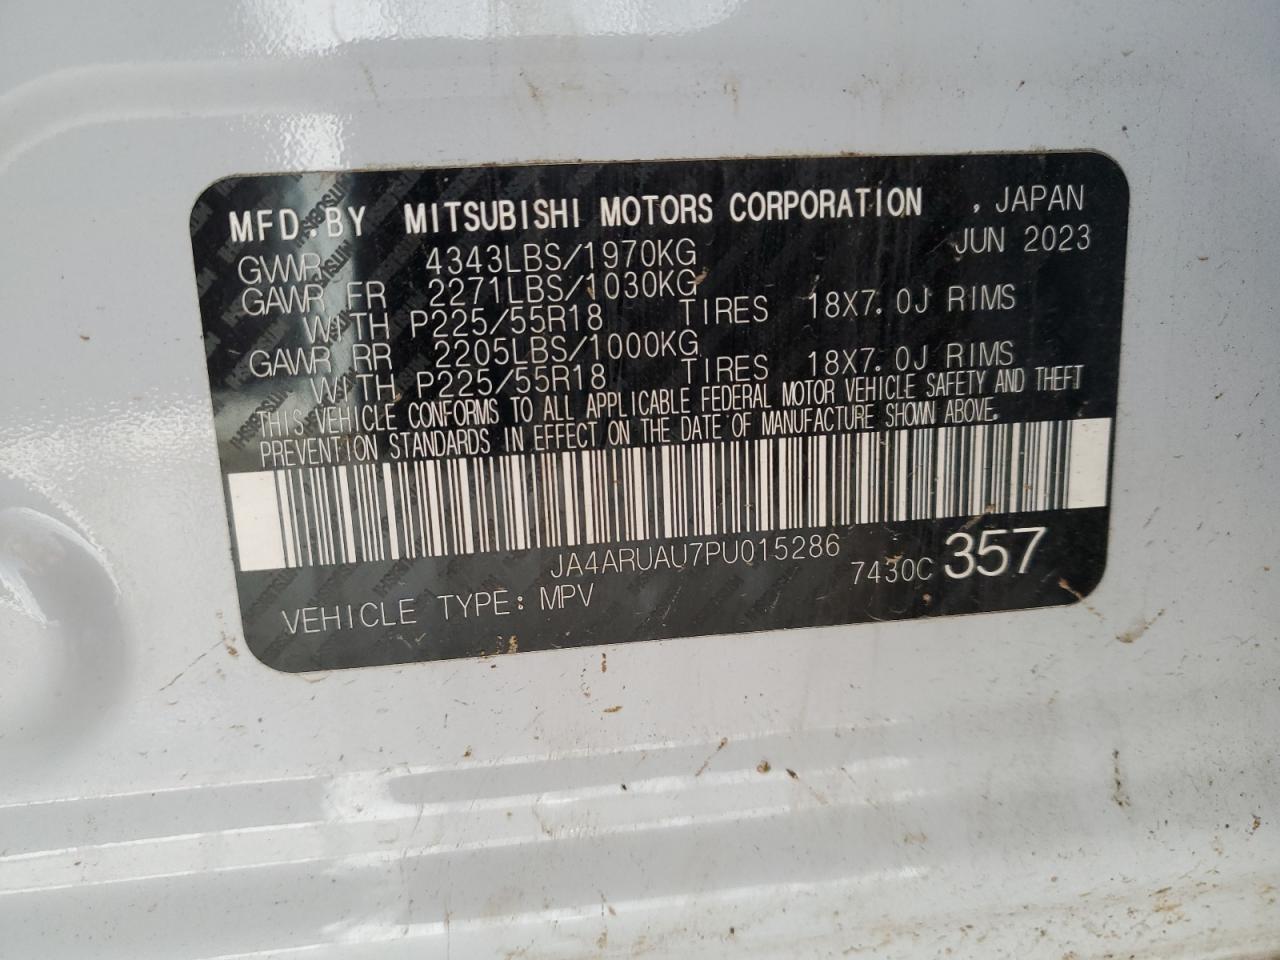 MFD.BY MITSUBISHI MOTORS CORPORATION , JAPAN
GVWR 4343LBS/1970KG JUN 2023
GAWR FR 2271LBS/1030KG
WITH P225/55R18 TIRES 18X7.0J RIMS
GAWR RR 2205LBS/1000KG
WITH P225/55R18 TIRES 18X7.0J RIMS
THIS VEHICLE CONFORMS TO ALL APPLICABLE FEDERAL MOTOR VEHICLE SAFETY AND THEFT
PREVENTION STANDARDS IN EFFECT ON THE DATE OF MANUFACTURE SHOWN ABOVE.
JA4ARUAU7PU015286
7430C 357
VEHICLE TYPE: MPV